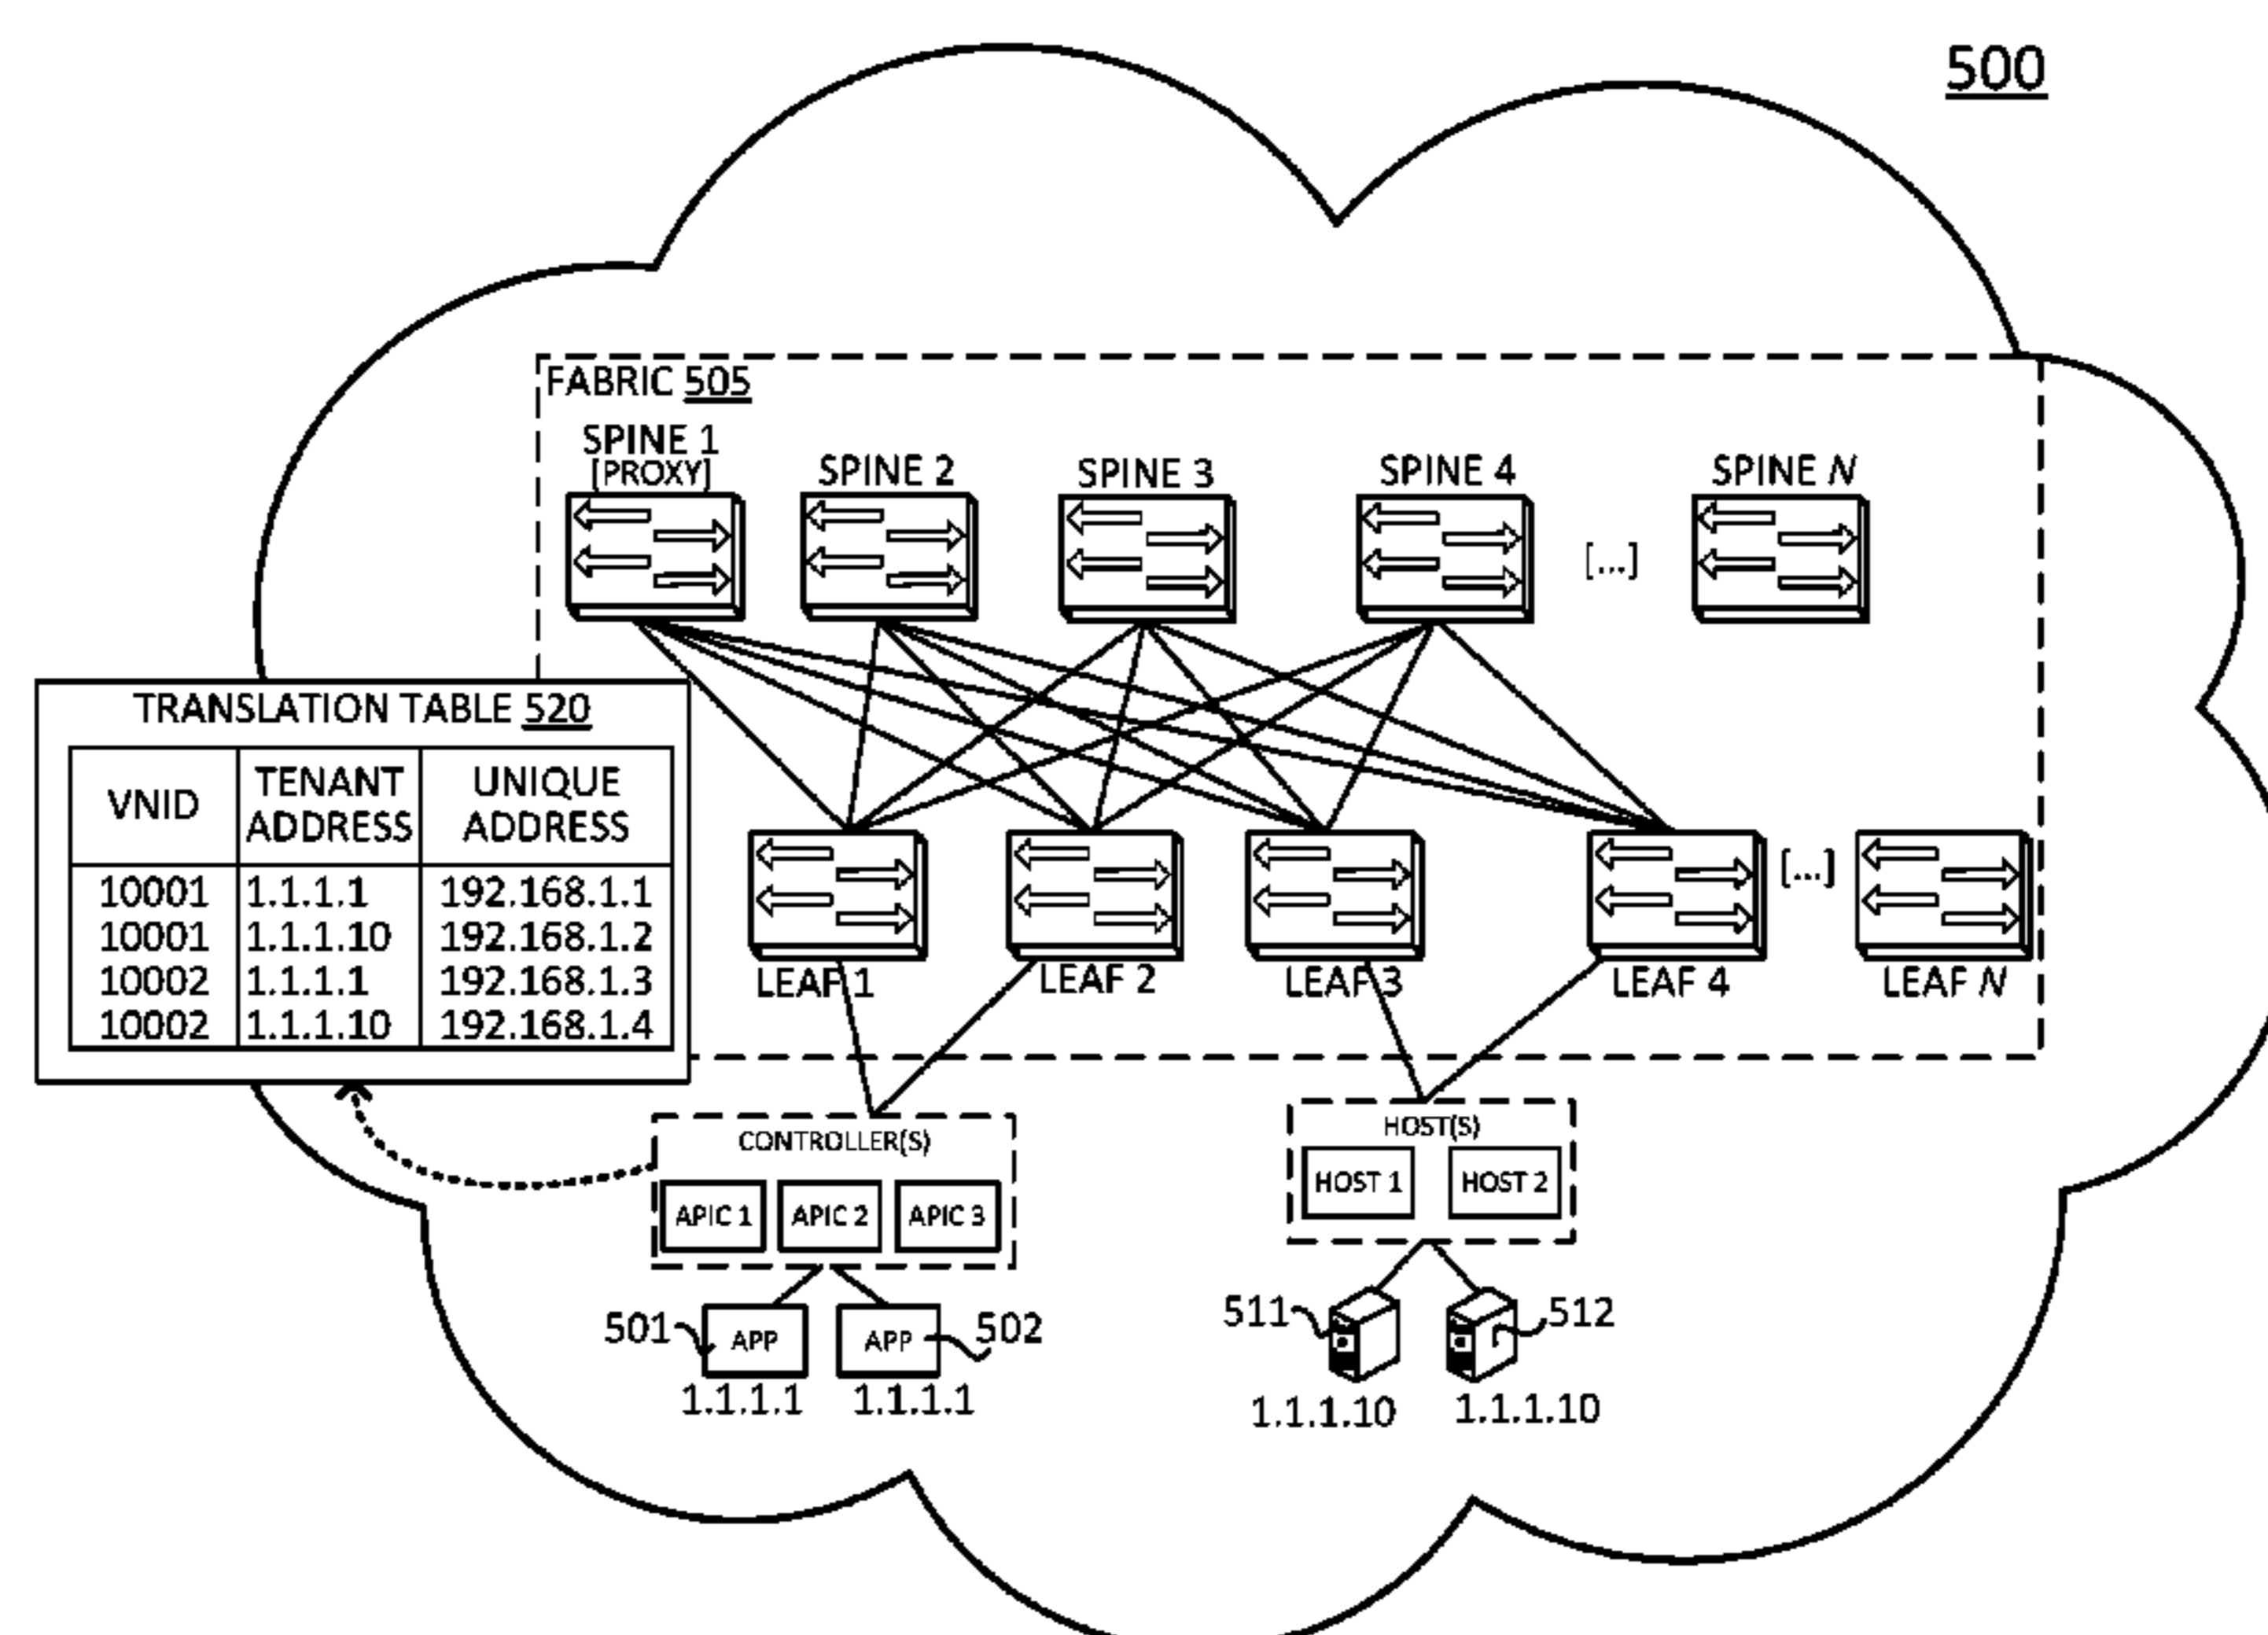 500
FABRIC 505
SPINE 1
[PROXY]
SPINE 2
SPINE 3
SPINE 4
[...]
SPINE N
TRANSLATION TABLE 520
VNID
TENANT
ADDRESS
UNIQUE
ADDRESS
10001 1.1.1.1 192.168.1.1
10001 1.1.1.10 192.168.1.2
10002 1.1.1.1 192.168.1.3
10002 1.1.1.10 192.168.1.4
[...]
LEAF 1
LEAF 2
LEAF 3
LEAF 4
LEAF N
CONTROLLER(S)
APIC 1
APIC 2
APIC 3
HOST(S)
HOST 1
HOST 2
501
APP
APP
502
1.1.1.1
1.1.1.1
511
512
1.1.1.10
1.1.1.10